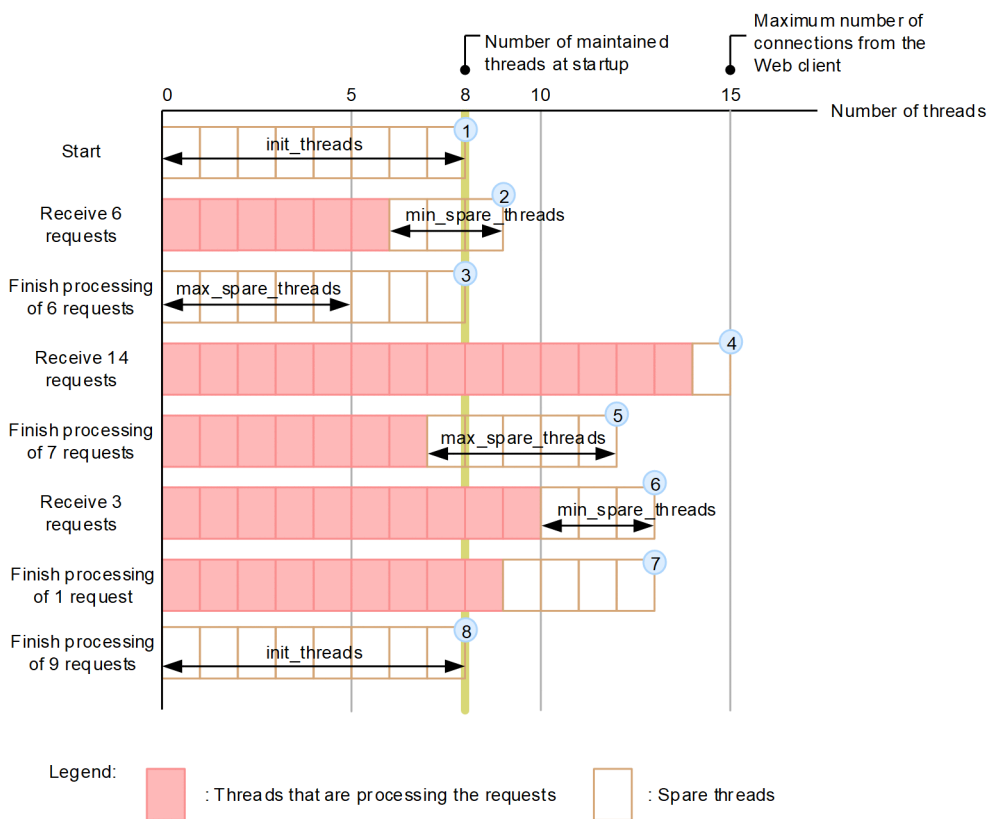 Maximum number of
connections from the
Web client
Number of maintained
threads at startup
0 5 8 10 15
Number of threads
Start
init_threads
1
Receive 6
requests
min_spare_threads
2
Finish processing
of 6 requests
max_spare_threads
3
Receive 14
requests
4
Finish processing
of 7 requests
max_spare_threads
5
Receive 3
requests
min_spare_threads
6
Finish processing
of 1 request
7
Finish processing
of 9 requests
init_threads
8
Legend:
: Threads that are processing the requests
: Spare threads